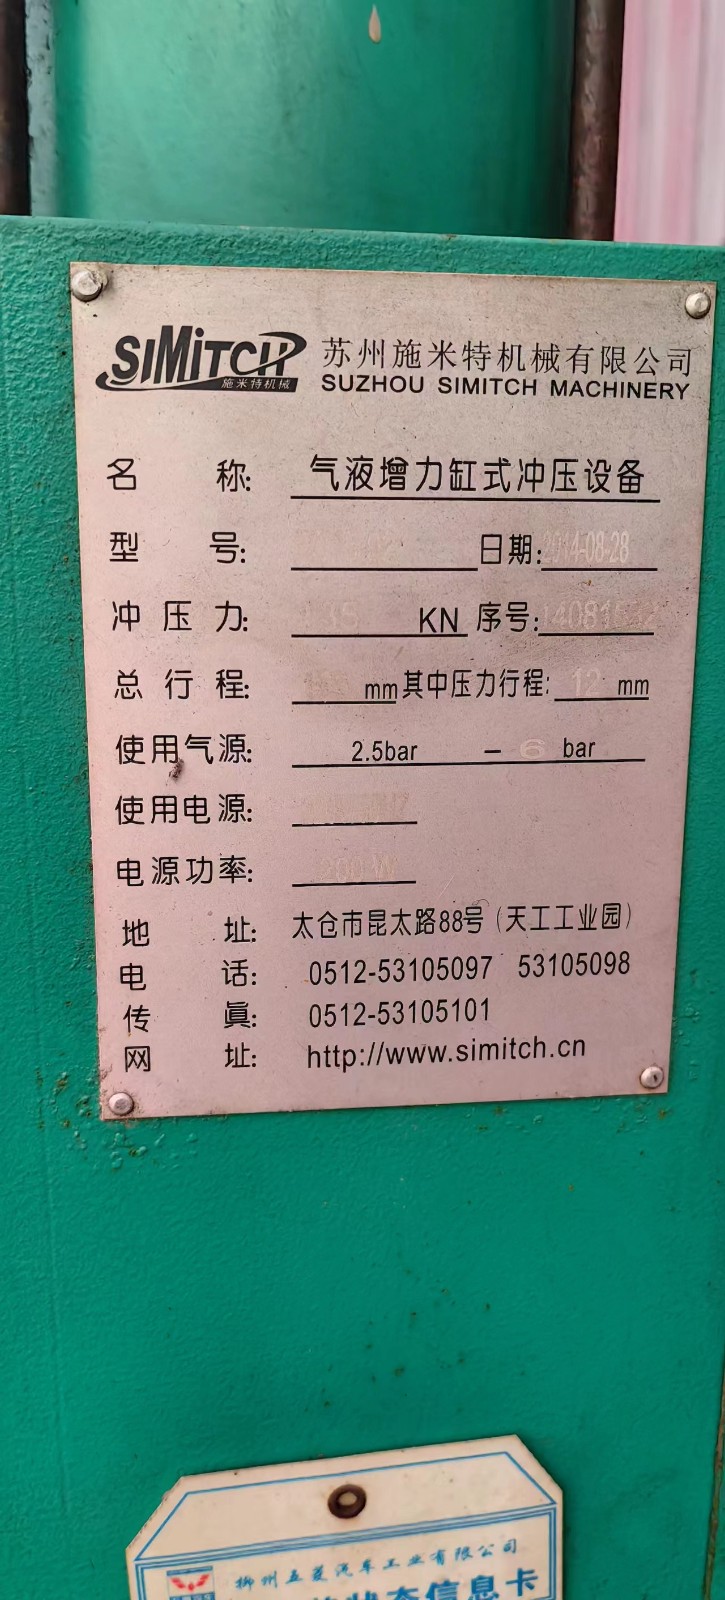 SIMITCH 苏州施米特机械有限公司
施米特机械 SUZHOU SIMITCH MACHINERY
名 称: 气液增力缸式冲压设备
型 号: 日期: 2014-08-28
冲 压 力: KN 序号:
总 行 程: mm 其中压力行程: 12 mm
使用气源: 2.5bar – 6 bar
使用电源:
电源功率:
地 址: 太仓市昆太路88号(天工工业园)
电 话: 0512-53105097 53105098
传 眞: 0512-53105101
网 址: http://www.simitch.cn
柳州五菱汽车工业有限公司
状态信息卡